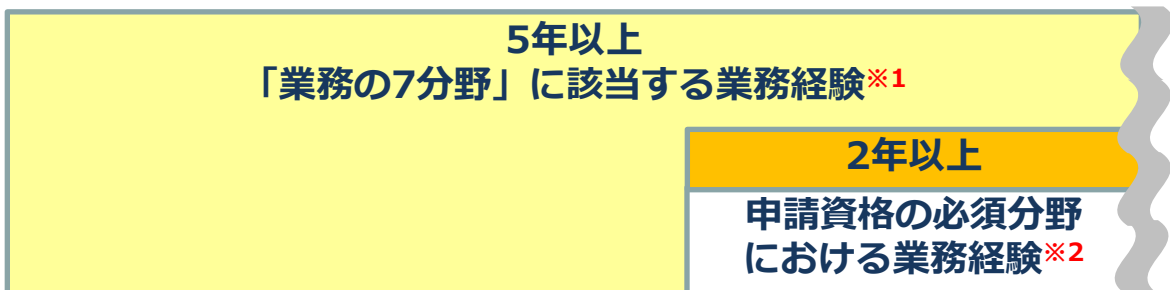 5年以上
「業務の7分野」に該当する業務経験※1
2年以上
申請資格の必須分野
における業務経験※2